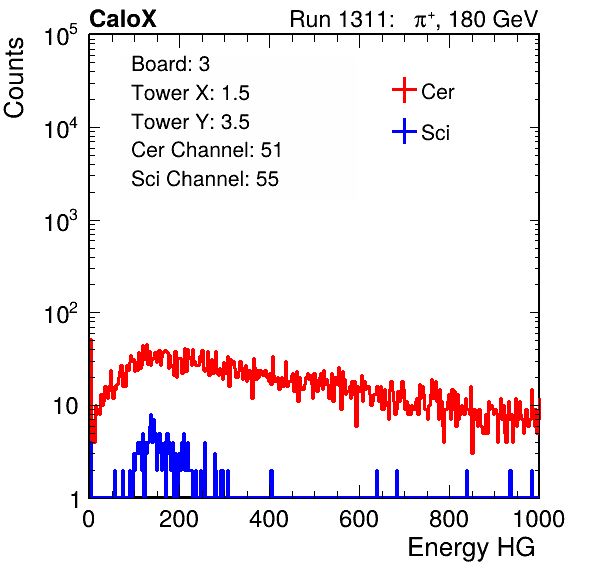 CaloX Run 1311: π⁺, 180 GeV
Counts
10⁵
10⁴
10³
10²
10
1
Board: 3
Tower X: 1.5
Tower Y: 3.5
Cer Channel: 51
Sci Channel: 55
Cer
Sci
0 200 400 600 800 1000
Energy HG